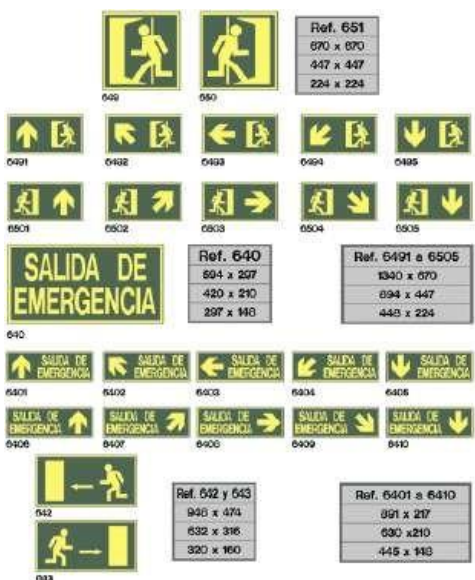 649
650
Ref. 651
670 x 670
447 x 447
224 x 224
6491
6492
6493
6494
6495
6501
6502
6503
6504
6505
SALIDA DE
EMERGENCIA
640
Ref. 640
594 x 297
420 x 210
297 x 148
Ref. 6491 a 6505
1340 x 670
894 x 447
448 x 224
SALIDA DE
EMERGENCIA
6401
SALIDA DE
EMERGENCIA
6402
SALIDA DE
EMERGENCIA
6403
SALIDA DE
EMERGENCIA
6404
SALIDA DE
EMERGENCIA
6405
SALIDA DE
EMERGENCIA
6406
SALIDA DE
EMERGENCIA
6407
SALIDA DE
EMERGENCIA
6408
SALIDA DE
EMERGENCIA
6409
SALIDA DE
EMERGENCIA
6410
642
Ref. 642 y 643
948 x 474
632 x 316
320 x 160
Ref. 6401 a 6410
891 x 217
630 x210
445 x 148